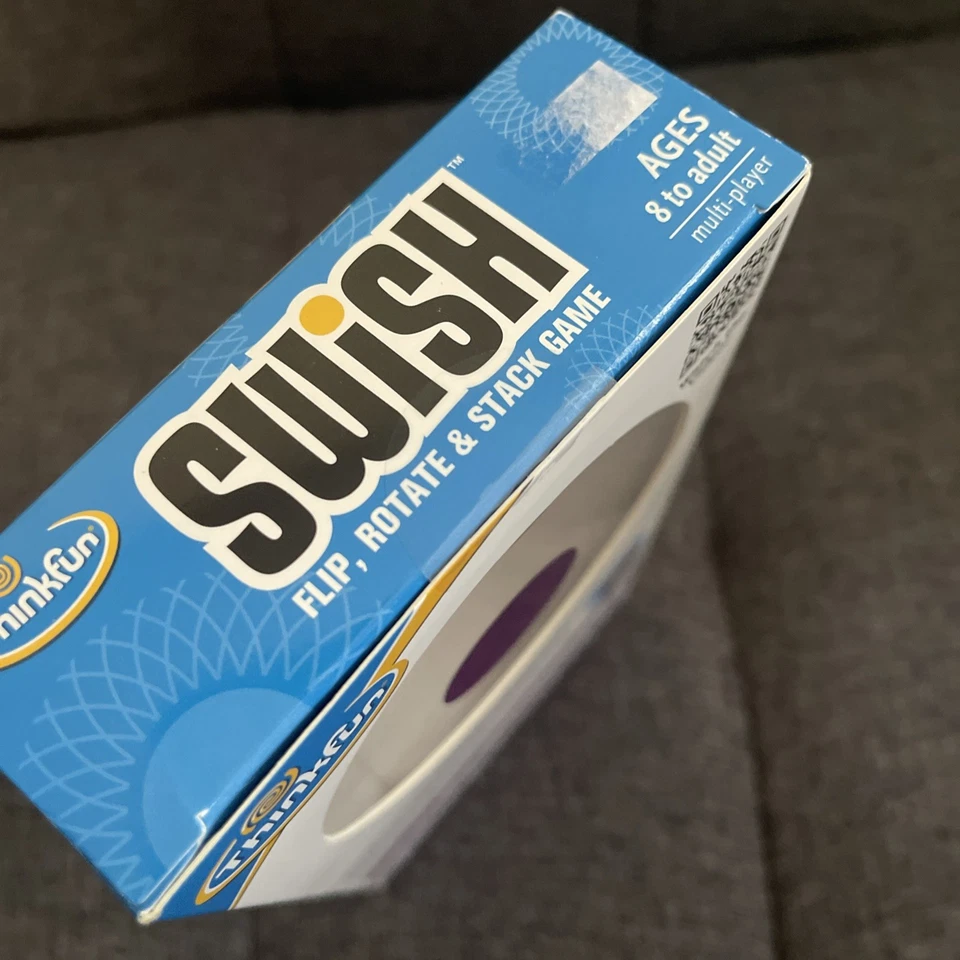 SWiSH™
FLIP, ROTATE & STACK GAME
AGES
8 to adult
multi-player
Thinkfun
Thinkfun